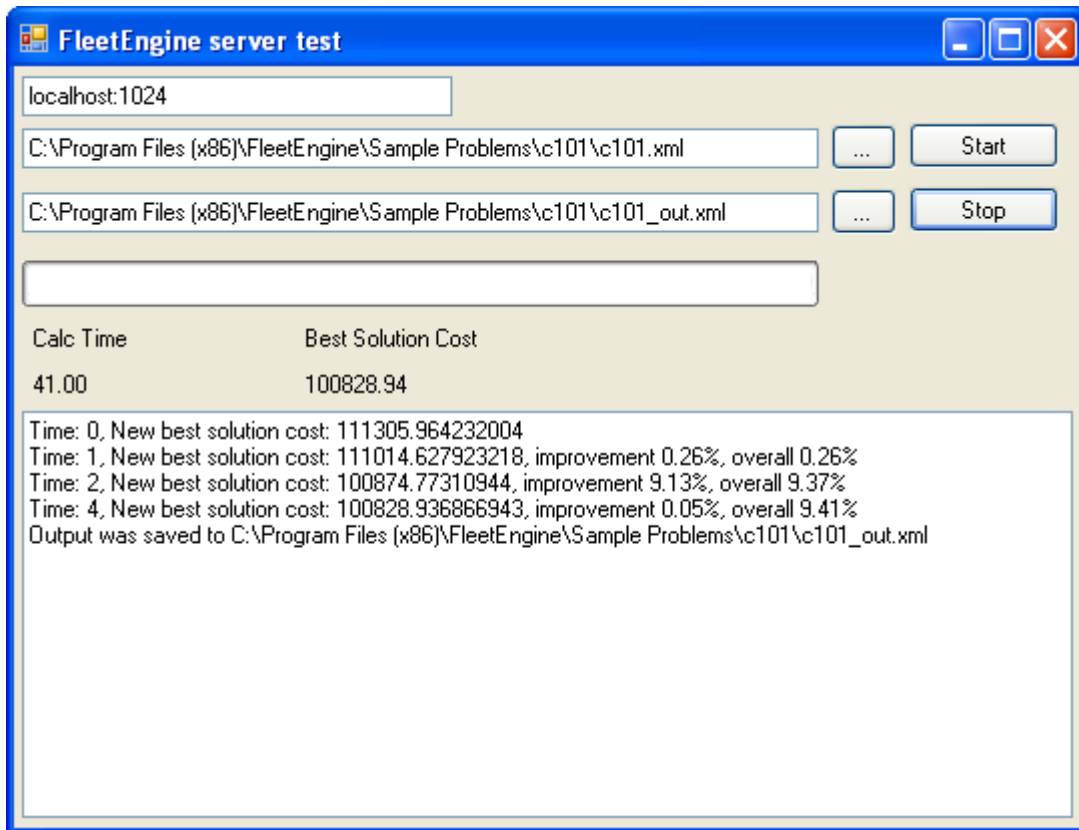 FleetEngine server test
localhost:1024
C:\Program Files (x86)\FleetEngine\Sample Problems\c101\c101.xml
...
Start
C:\Program Files (x86)\FleetEngine\Sample Problems\c101\c101_out.xml
...
Stop
Calc Time
Best Solution Cost
41.00
100828.94
Time: 0, New best solution cost: 111305.964232004
Time: 1, New best solution cost: 111014.627923218, improvement 0.26%, overall 0.26%
Time: 2, New best solution cost: 100874.77310944, improvement 9.13%, overall 9.37%
Time: 4, New best solution cost: 100828.936866943, improvement 0.05%, overall 9.41%
Output was saved to C:\Program Files (x86)\FleetEngine\Sample Problems\c101\c101_out.xml